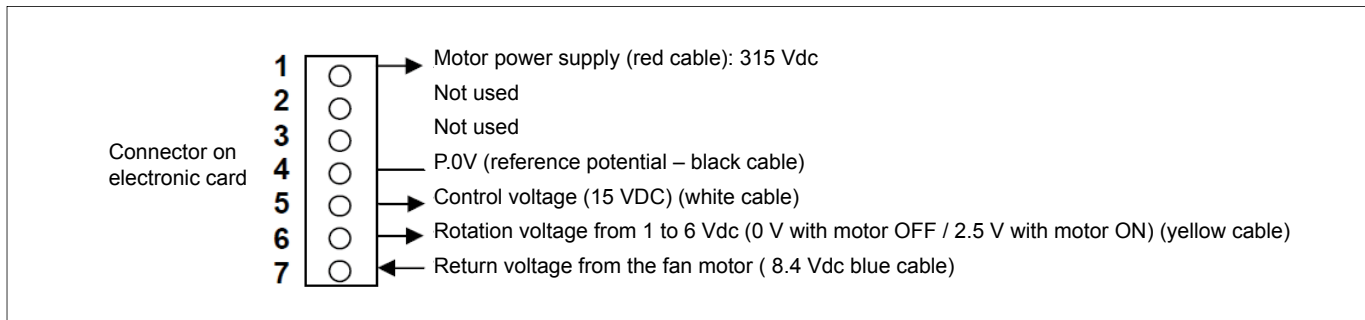 1 Motor power supply (red cable): 315 Vdc
2 Not used
3 Not used
Connector on
electronic card
4 P.0V (reference potential – black cable)
5 Control voltage (15 VDC) (white cable)
6 Rotation voltage from 1 to 6 Vdc (0 V with motor OFF / 2.5 V with motor ON) (yellow cable)
7 Return voltage from the fan motor ( 8.4 Vdc blue cable)